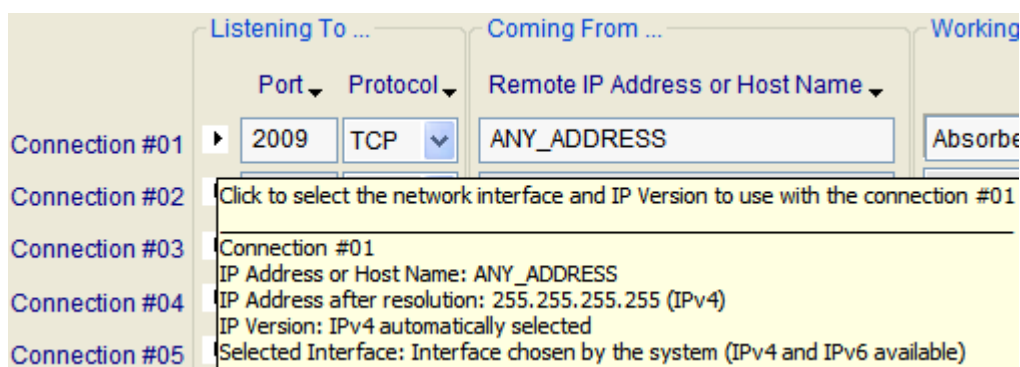 Listening To ... Coming From ... Working
Port Protocol Remote IP Address or Host Name
Connection #01 2009 TCP ANY_ADDRESS Absorbe
Connection #02 Click to select the network interface and IP Version to use with the connection #01
Connection #03 Connection #01
IP Address or Host Name: ANY_ADDRESS
Connection #04 IP Address after resolution: 255.255.255.255 (IPv4)
IP Version: IPv4 automatically selected
Connection #05 Selected Interface: Interface chosen by the system (IPv4 and IPv6 available)